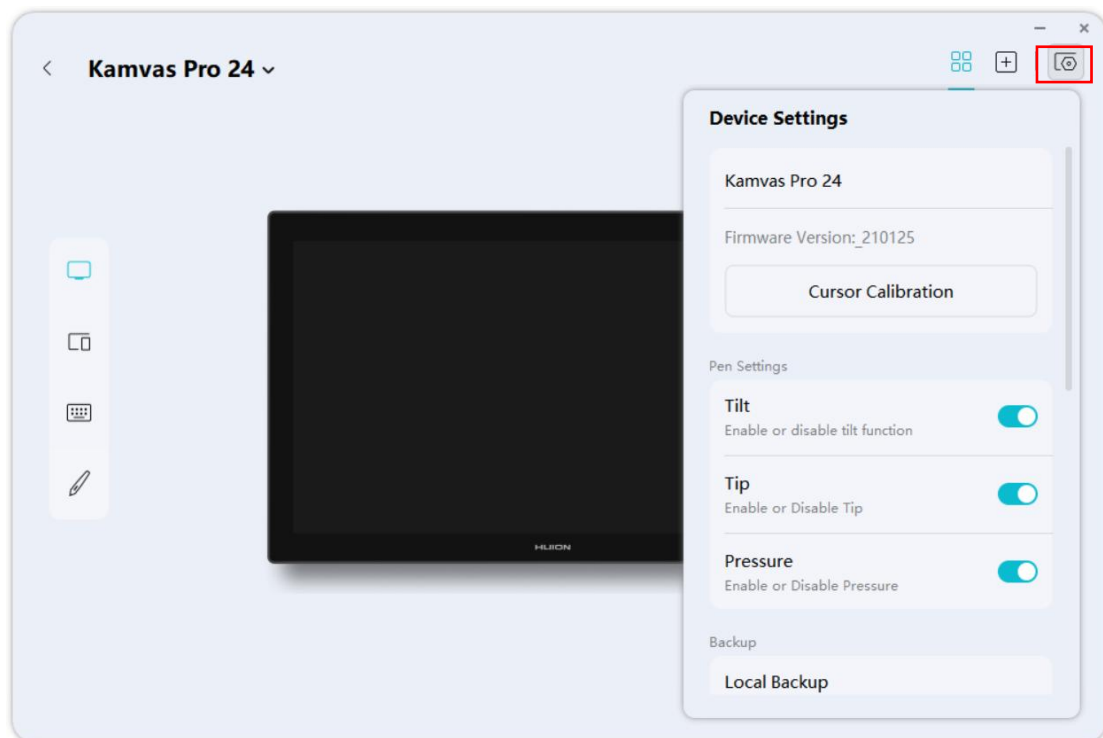 Kamvas Pro 24
Device Settings
Kamvas Pro 24
Firmware Version:_210125
Cursor Calibration
Pen Settings
Tilt
Enable or disable tilt function
Tip
Enable or Disable Tip
Pressure
Enable or Disable Pressure
Backup
Local Backup
HUION